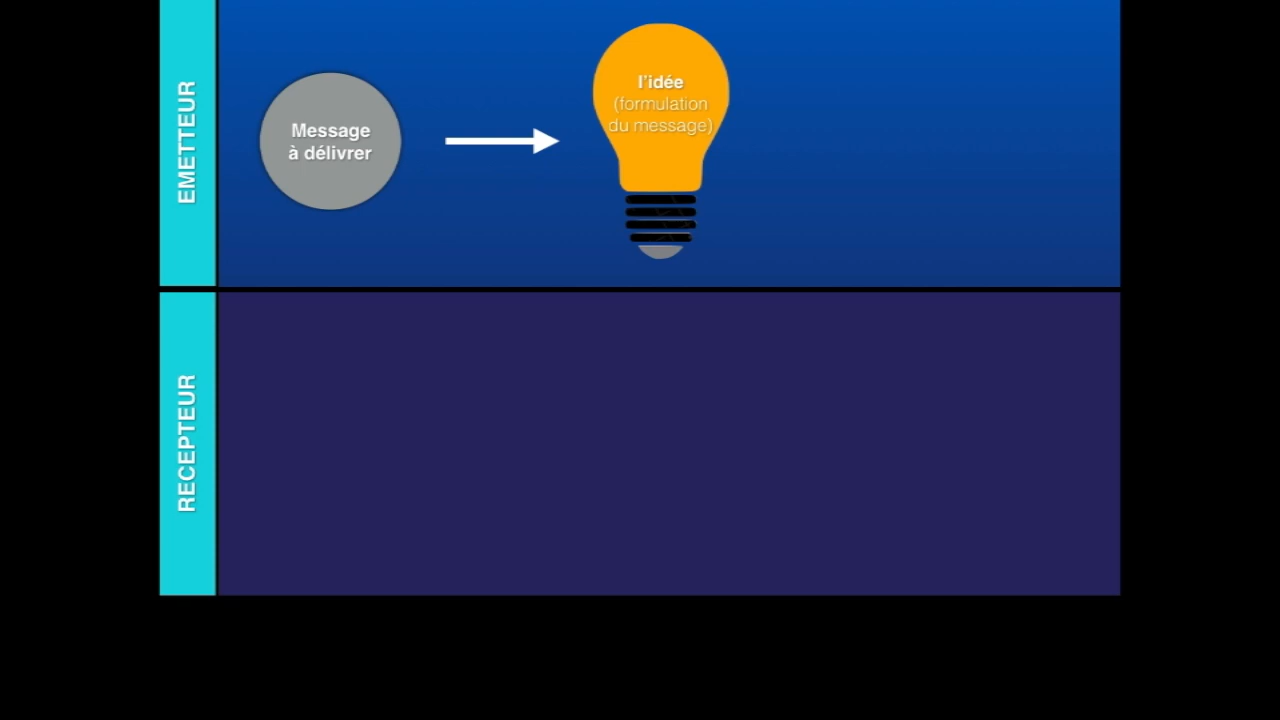 EMETTEUR
Message
à délivrer
l'idée
(formulation
du message)
RECEPTEUR